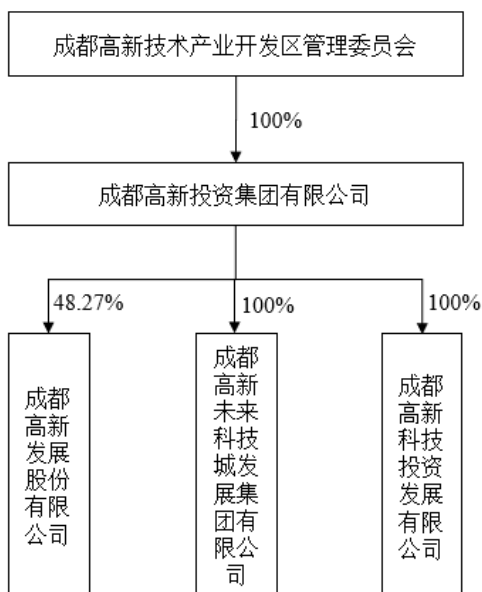 成都高新技术产业开发区管理委员会
100%
成都高新投资集团有限公司
48.27%
100%
100%
成都
高新
发展
股份
有限
公司
成都
高新
未来
科技
城发
展集
团有
限公
司
成都
高新
科技
投资
发展
有限
公司